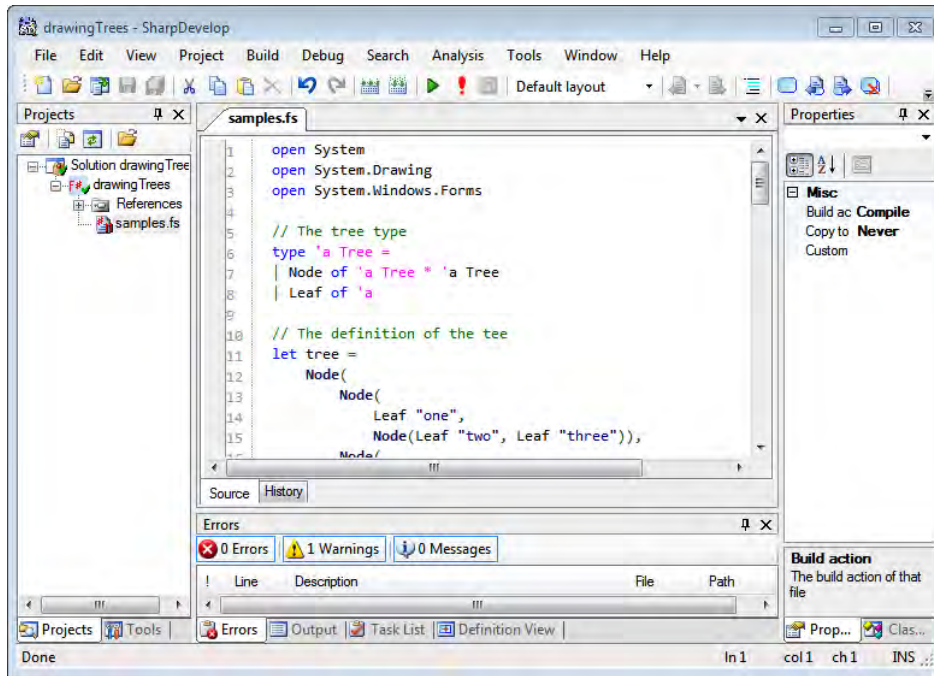 drawingTrees - SharpDevelop
File Edit View Project Build Debug Search Analysis Tools Window Help
Default layout
Projects
Solution drawingTree
drawingTrees
References
samples.fs
samples.fs
1 open System
2 open System.Drawing
3 open System.Windows.Forms
4
5 // The tree type
6 type 'a Tree =
7 | Node of 'a Tree * 'a Tree
8 | Leaf of 'a
9
10 // The definition of the tee
11 let tree =
12 Node(
13 Node(
14 Leaf "one",
15 Node(Leaf "two", Leaf "three")),
Node(
Source History
Errors
0 Errors 1 Warnings 0 Messages
! Line Description File Path
Properties
Misc
Build ac Compile
Copy to Never
Custom
Build action
The build action of that
file
Projects Tools
Errors Output Task List Definition View
Prop... Clas...
Done ln 1 col 1 ch 1 INS